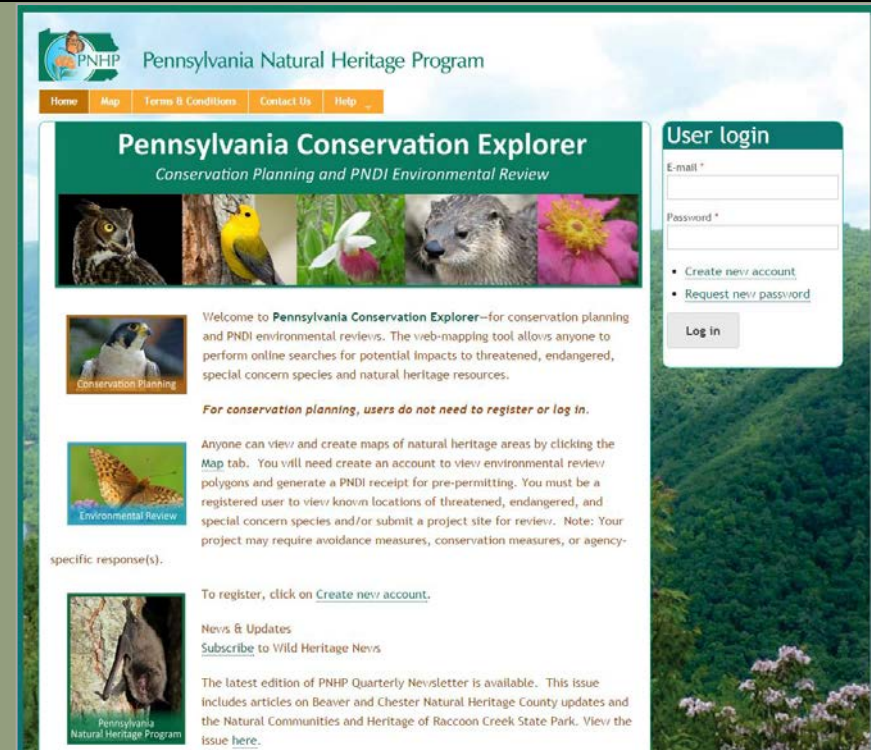 PNHP
Pennsylvania Natural Heritage Program
Home Map Terms & Conditions Contact Us Help
Pennsylvania Conservation Explorer
Conservation Planning and PNDI Environmental Review
User login
E-mail *
Password *
Create new account
Request new password
Log in
Conservation Planning
Welcome to Pennsylvania Conservation Explorer—for conservation planning
and PNDI environmental reviews. The web-mapping tool allows anyone to
perform online searches for potential impacts to threatened, endangered,
special concern species and natural heritage resources.
For conservation planning, users do not need to register or log in.
Environmental Review
Anyone can view and create maps of natural heritage areas by clicking the
Map tab. You will need create an account to view environmental review
polygons and generate a PNDI receipt for pre-permitting. You must be a
registered user to view known locations of threatened, endangered, and
special concern species and/or submit a project site for review. Note: Your
project may require avoidance measures, conservation measures, or agency-
specific response(s).
To register, click on Create new account.
News & Updates
Subscribe to Wild Heritage News
The latest edition of PNHP Quarterly Newsletter is available. This issue
includes articles on Beaver and Chester Natural Heritage County updates and
the Natural Communities and Heritage of Raccoon Creek State Park. View the
issue here.
Pennsylvania
Natural Heritage Program